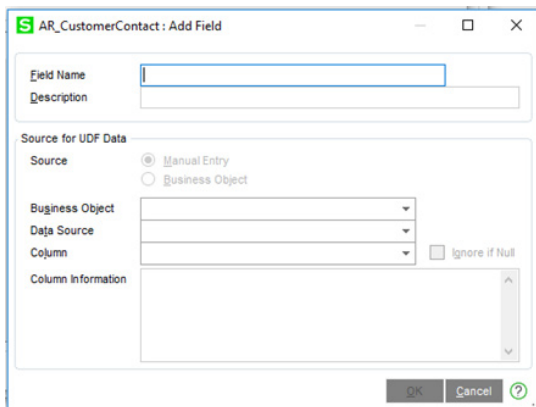 S AR_CustomerContact : Add Field
Field Name
Description
Source for UDF Data
Source
Manual Entry
Business Object
Business Object
Data Source
Column
Ignore if Null
Column Information
OK
Cancel
?